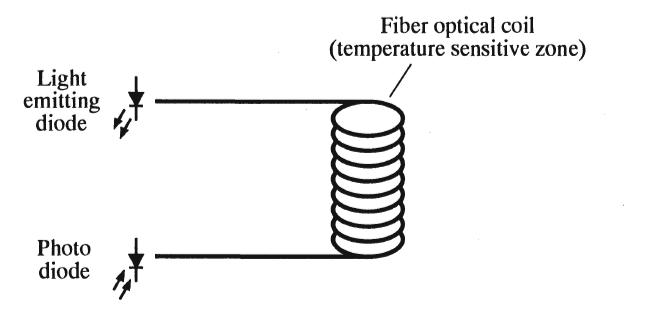 Fiber optical coil
(temperature sensitive zone)
Light
emitting
diode
Photo
diode